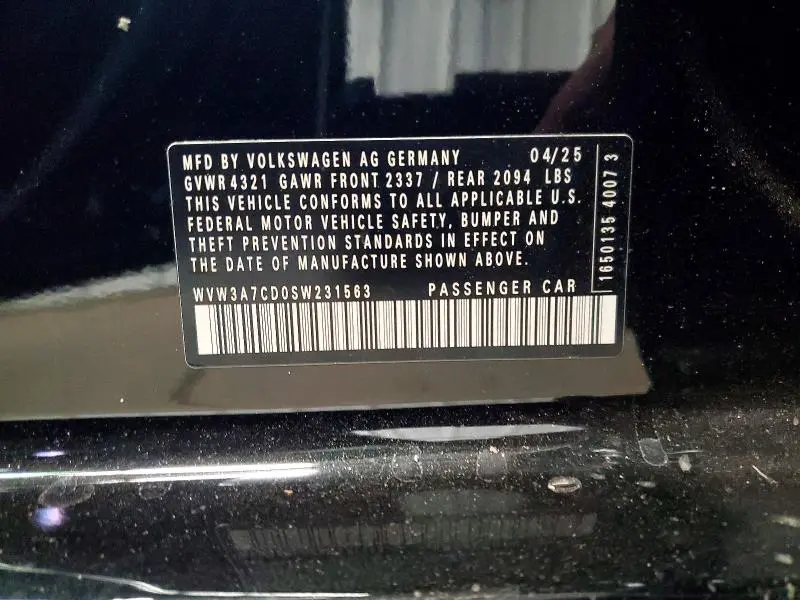 MFD BY VOLKSWAGEN AG GERMANY 04/25
GVWR 4321 GAWR FRONT 2337 / REAR 2094 LBS
THIS VEHICLE CONFORMS TO ALL APPLICABLE U.S.
FEDERAL MOTOR VEHICLE SAFETY, BUMPER AND
THEFT PREVENTION STANDARDS IN EFFECT ON
THE DATE OF MANUFACTURE SHOWN ABOVE.
WVW3A7CD0SW231563 PASSENGER CAR
1650135 4007 3